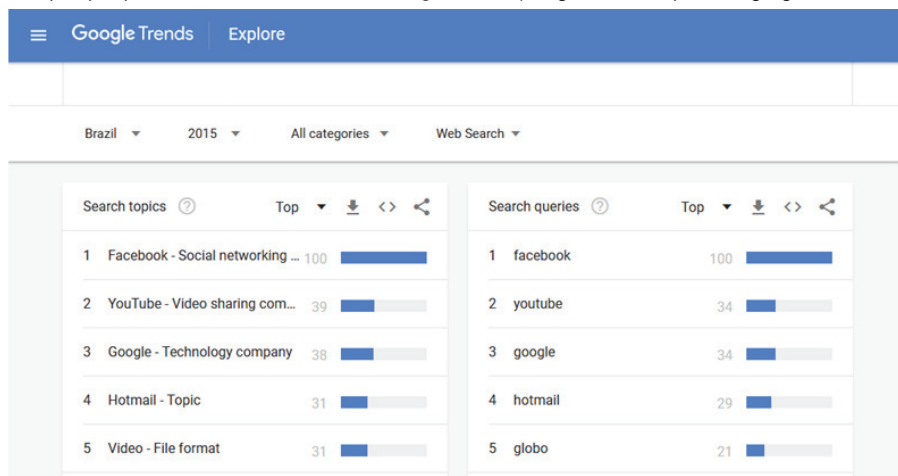 Google Trends Explore
Brazil 2015 All categories Web Search
Search topics ? Top <>
1 Facebook - Social networking ... 100
2 YouTube - Video sharing com... 39
3 Google - Technology company 38
4 Hotmail - Topic 31
5 Video - File format 31
Search queries ? Top <>
1 facebook 100
2 youtube 34
3 google 34
4 hotmail 29
5 globo 21